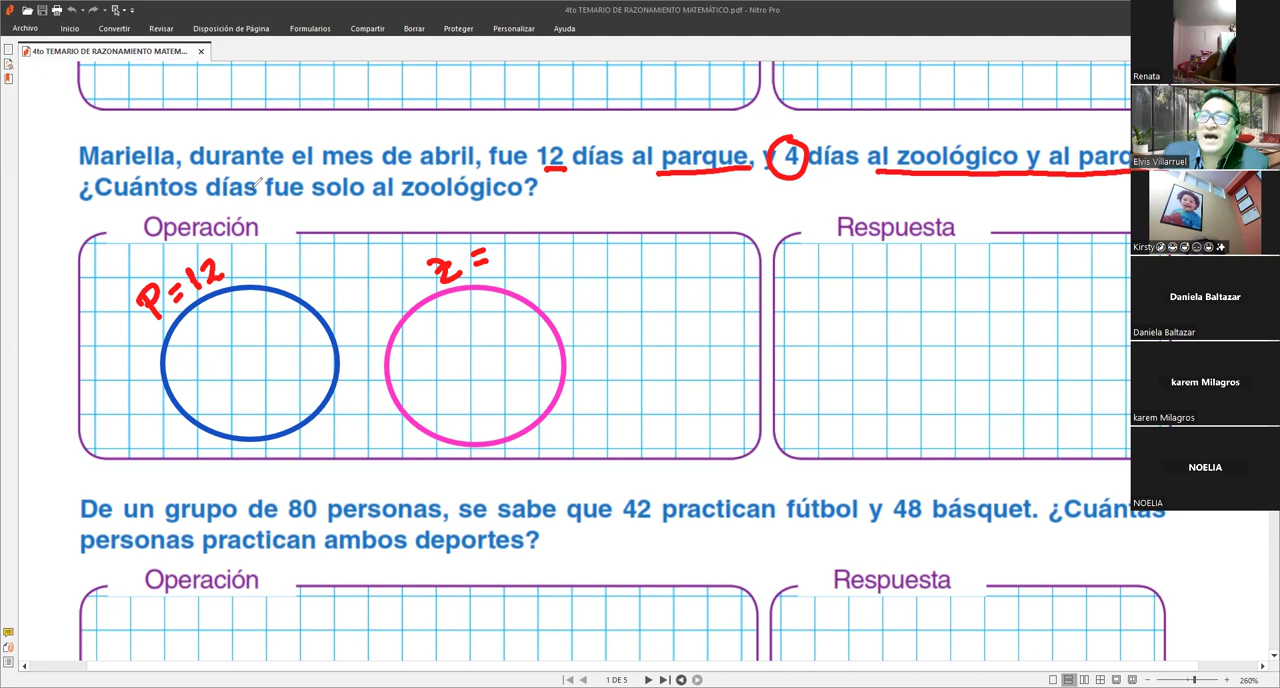 4to TEMARIO DE RAZONAMIENTO MATEMÁTICO.pdf - Nitro Pro
Archivo Inicio Convertir Revisar Disposición de Página Formularios Compartir Borrar Proteger Personalizar Ayuda
4to TEMARIO DE RAZONAMIENTO MATEM...
Mariella, durante el mes de abril, fue 12 días al parque, y 4 días al zoológico y al
¿Cuántos días fue solo al zoológico?
Operación Respuesta
P=12
z =
De un grupo de 80 personas, se sabe que 42 practican fútbol y 48 básquet. ¿Cuántas
personas practican ambos deportes?
Operación Respuesta
1 DE 5
260%
Renata
Elvis Villarruel
Kirsty
Daniela Baltazar
Daniela Baltazar
karem Milagros
karem Milagros
NOELIA
NOELIA